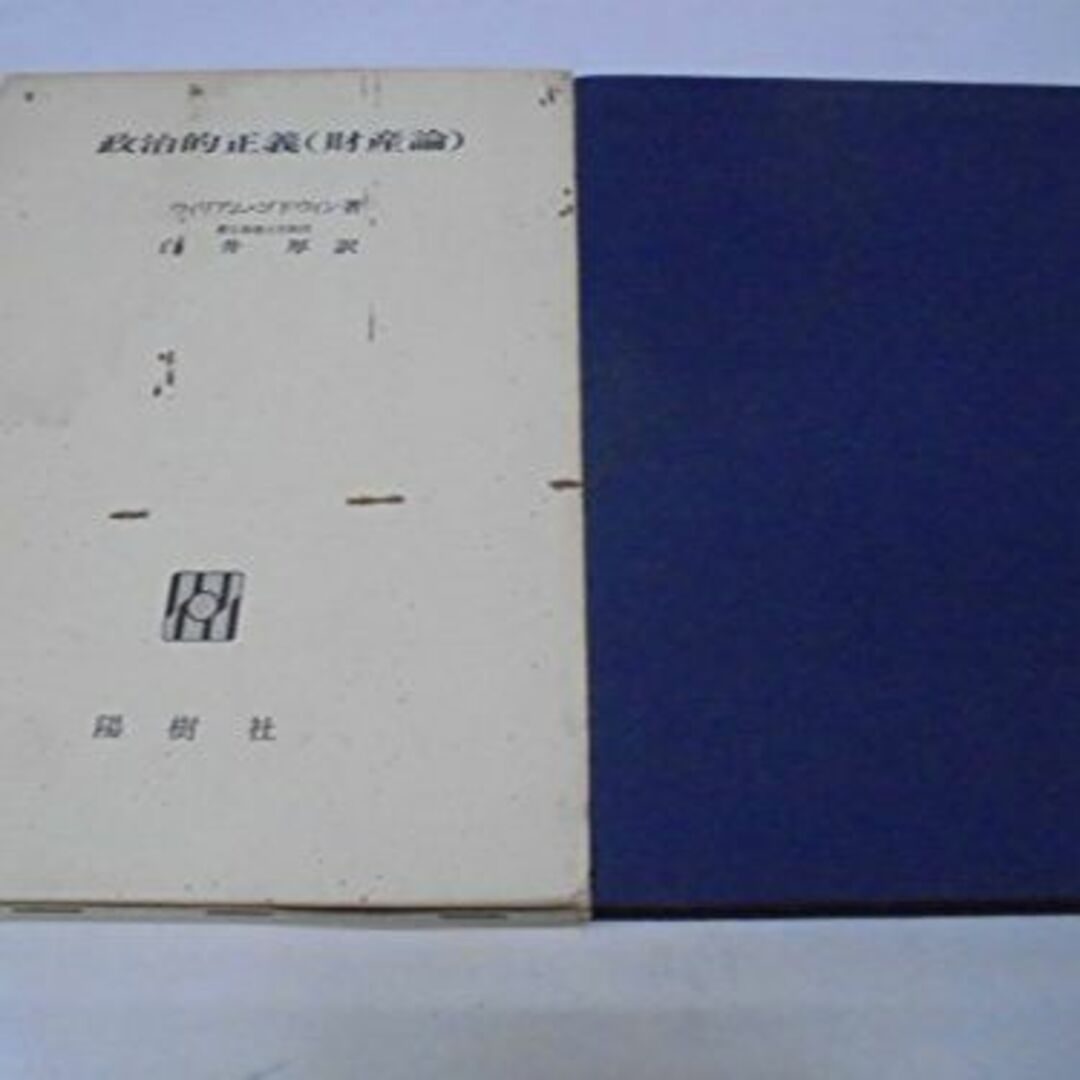 政治的正義(財産論)
ウィリアム・ゴドウィン著
白井 厚 訳
陽樹社